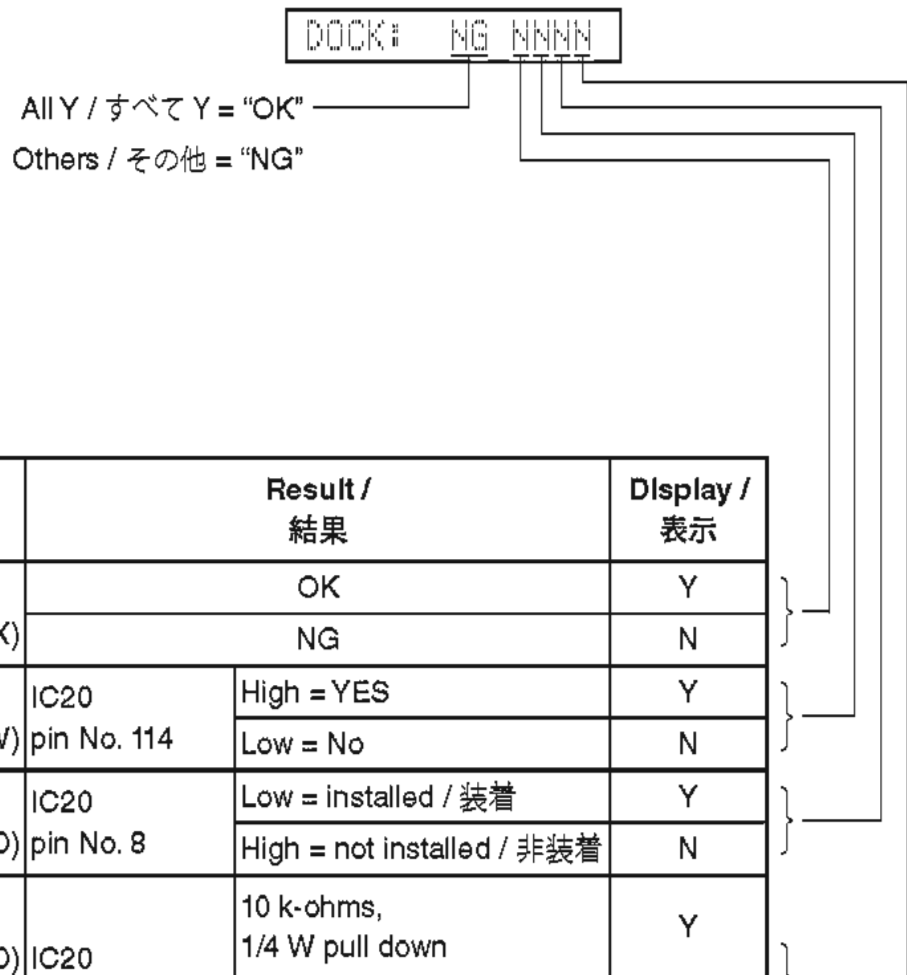 DOCK: NG NNNN
All Y / すべて Y = “OK”
Others / その他 = “NG”
Result / Display /
結果 表示
OK Y
X) NG N
IC20 High = YES Y
W) pin No. 114 Low = No N
IC20 Low = installed / 装着 Y
D) pin No. 8 High = not installed / 非装着 N
10 k-ohms,
1/4 W pull down Y
D) IC20